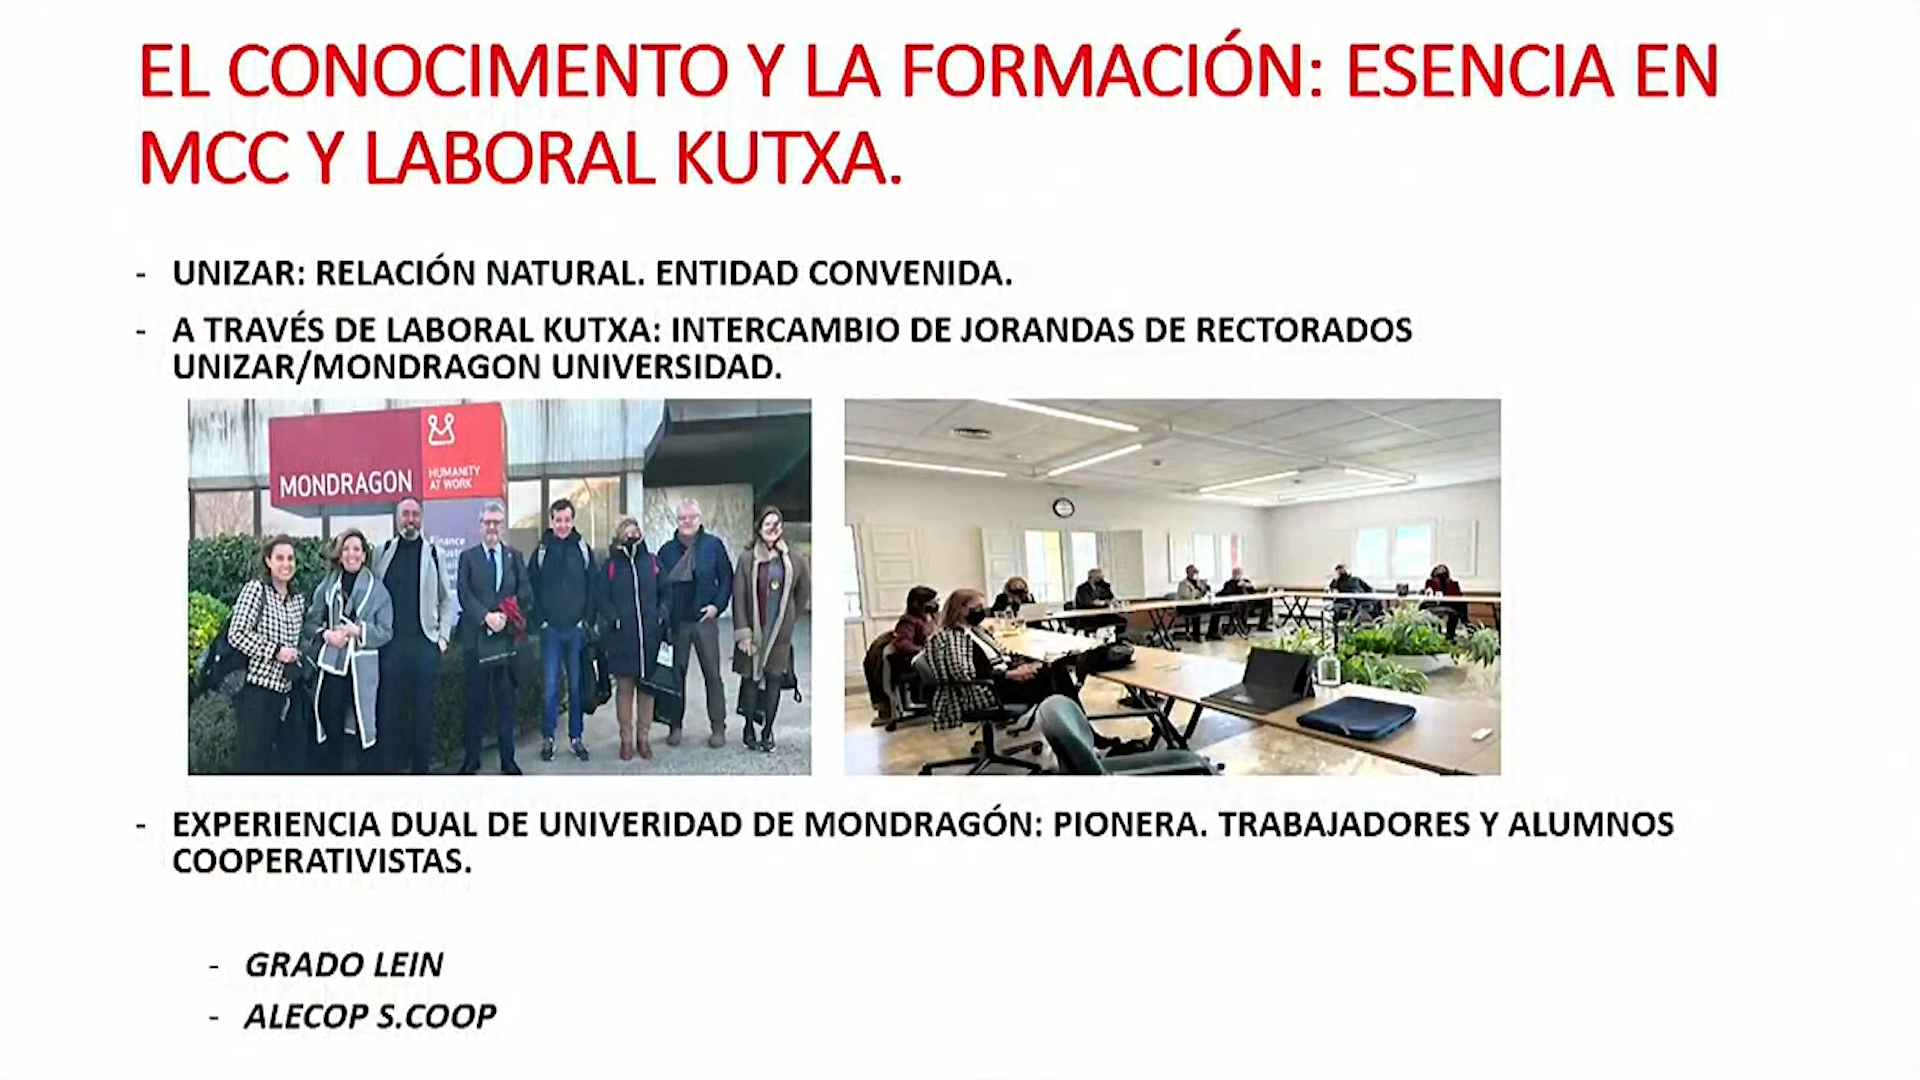 EL CONOCIMENTO Y LA FORMACIÓN: ESENCIA EN
MCC Y LABORAL KUTXA.
- UNIZAR: RELACIÓN NATURAL. ENTIDAD CONVENIDA.
- A TRAVÉS DE LABORAL KUTXA: INTERCAMBIO DE JORANDAS DE RECTORADOS
UNIZAR/MONDRAGON UNIVERSIDAD.
MONDRAGON
HUMANITY
AT WORK
Finance
- EXPERIENCIA DUAL DE UNIVERIDAD DE MONDRAGÓN: PIONERA. TRABAJADORES Y ALUMNOS
COOPERATIVISTAS.
- GRADO LEIN
- ALECOP S.COOP